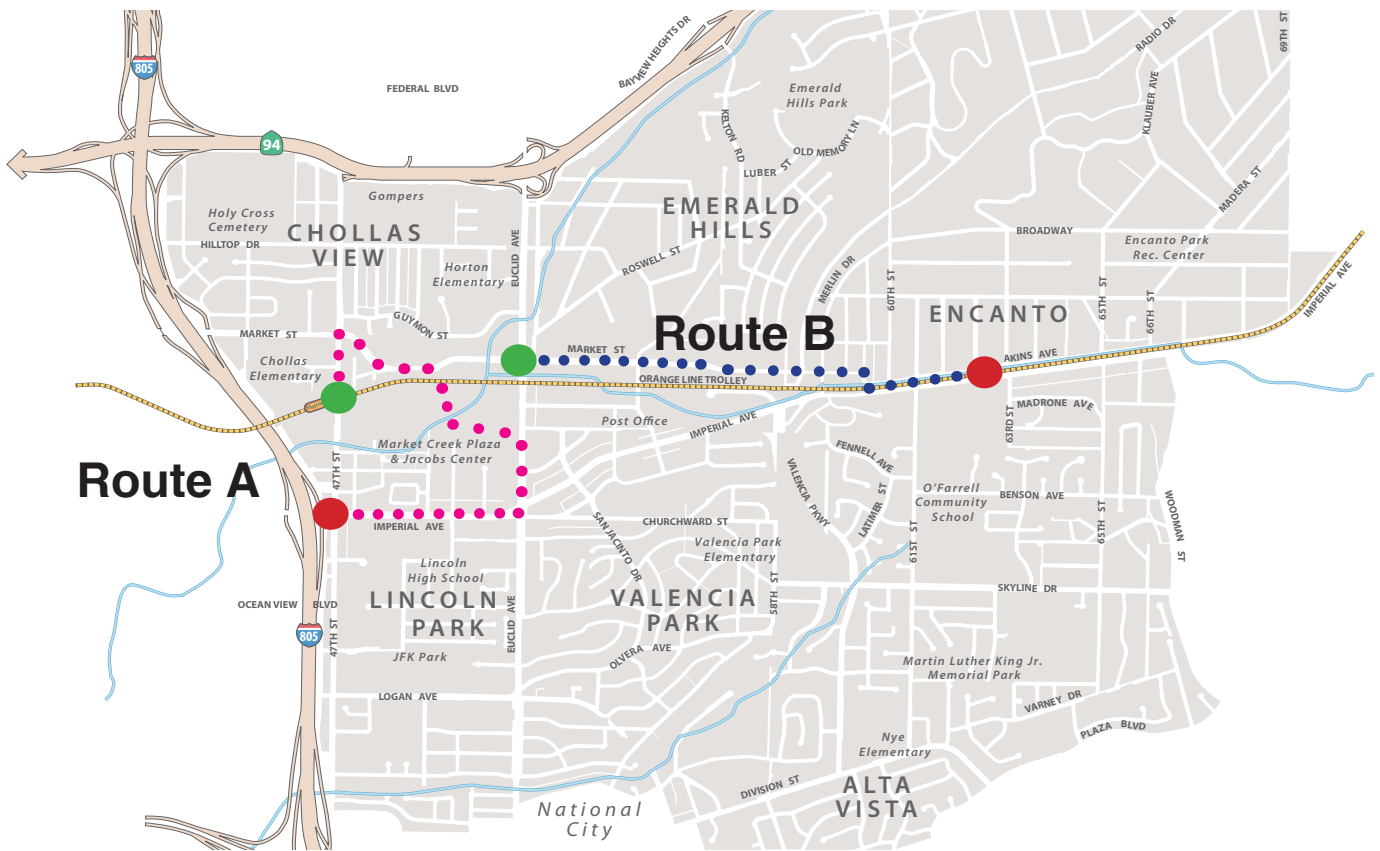 805
FEDERAL BLVD
BAYVIEW HEIGHTS DR
RADIO DR
69TH ST
Emerald
Hills Park
KLAUBER AVE
94
KELTON RD
OLD MEMORY LN
LUBER ST
Gompers
MADERA ST
EMERALD
HILLS
Holy Cross
Cemetery
CHOLLAS
VIEW
HILLTOP DR
EUCLID AVE
BROADWAY
Encanto Park
Rec. Center
ROSWELL ST
Horton
Elementary
MERLIN DR
60TH ST
65TH ST
66TH ST
IMPERIAL AVE
ENCANTO
GUYMON ST
MARKET ST
Route B
MARKET ST
Chollas
Elementary
AKINS AVE
ORANGE LINE TROLLEY
MADRONE AVE
63RD ST
Post Office
IMPERIAL AVE
Market Creek Plaza
& Jacobs Center
FENNELL AVE
Route A
47TH ST
VALENCIA PKWY
LATIMER ST
O'Farrell
Community
School
BENSON AVE
65TH ST
WOODMAN ST
IMPERIAL AVE
SAN JACINTO DR
CHURCHWARD ST
Valencia Park
Elementary
61ST ST
Lincoln
High School
SKYLINE DR
58TH ST
LINCOLN
PARK
VALENCIA
PARK
OCEAN VIEW BLVD
47TH ST
EUCLID AVE
805
JFK Park
OLVERA AVE
Martin Luther King Jr.
Memorial Park
LOGAN AVE
VARNEY DR
PLAZA BLVD
Nye
Elementary
DIVISION ST
ALTA
VISTA
National
City